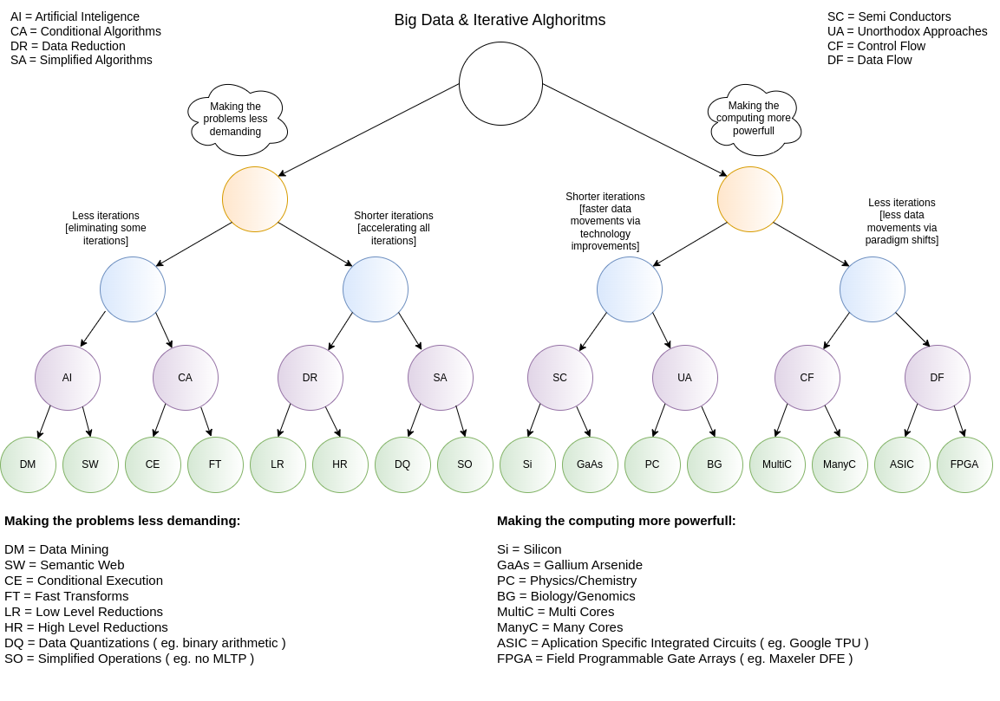 AI = Artificial Inteligence
CA = Conditional Algorithms
DR = Data Reduction
SA = Simplified Algorithms
Big Data & Iterative Alghoritms
SC = Semi Conductors
UA = Unorthodox Approaches
CF = Control Flow
DF = Data Flow
Making the
problems less
demanding
Making the
computing more
powerfull
Less iterations
[eliminating some
iterations]
Shorter iterations
[accelerating all
iterations]
Shorter iterations
[faster data
movements via
technology
improvements]
Less iterations
[less data
movements via
paradigm shifts]
AI
CA
DR
SA
SC
UA
CF
DF
DM
SW
CE
FT
LR
HR
DQ
SO
Si
GaAs
PC
BG
MultiC
ManyC
ASIC
FPGA
Making the problems less demanding:
DM = Data Mining
SW = Semantic Web
CE = Conditional Execution
FT = Fast Transforms
LR = Low Level Reductions
HR = High Level Reductions
DQ = Data Quantizations ( eg. binary arithmetic )
SO = Simplified Operations ( eg. no MLTP )
Making the computing more powerfull:
Si = Silicon
GaAs = Gallium Arsenide
PC = Physics/Chemistry
BG = Biology/Genomics
MultiC = Multi Cores
ManyC = Many Cores
ASIC = Aplication Specific Integrated Circuits ( eg. Google TPU )
FPGA = Field Programmable Gate Arrays ( eg. Maxeler DFE )